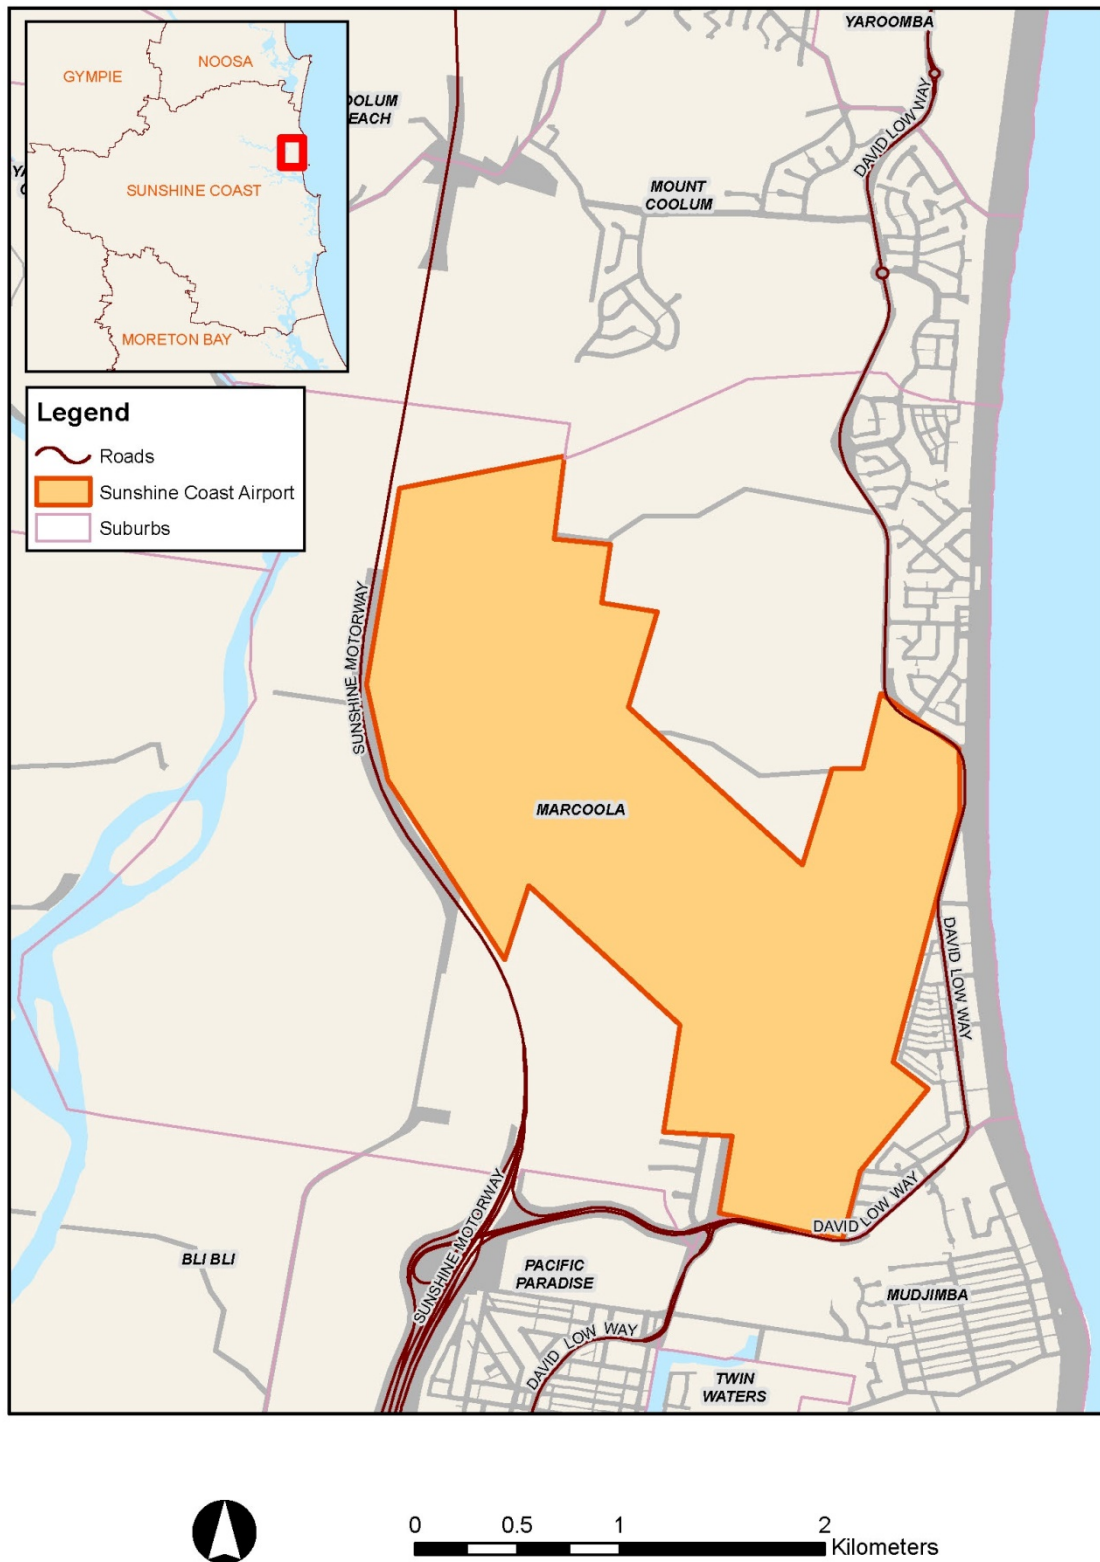 YAROOMBA
GYMPIE
NOOSA
SUNSHINE COAST
MORETON BAY
OOLUM
EACH
DAVID LOW WAY
MOUNT
COOLUM
Legend
Roads
Sunshine Coast Airport
Suburbs
SUNSHINE MOTORWAY
MARCOOLA
DAVID LOW WAY
SUNSHINE MOTORWAY
DAVID LOW WAY
BLI BLI
PACIFIC
PARADISE
MUDJIMBA
DAVID LOW WAY
TWIN
WATERS
0 0.5 1 2
Kilometers